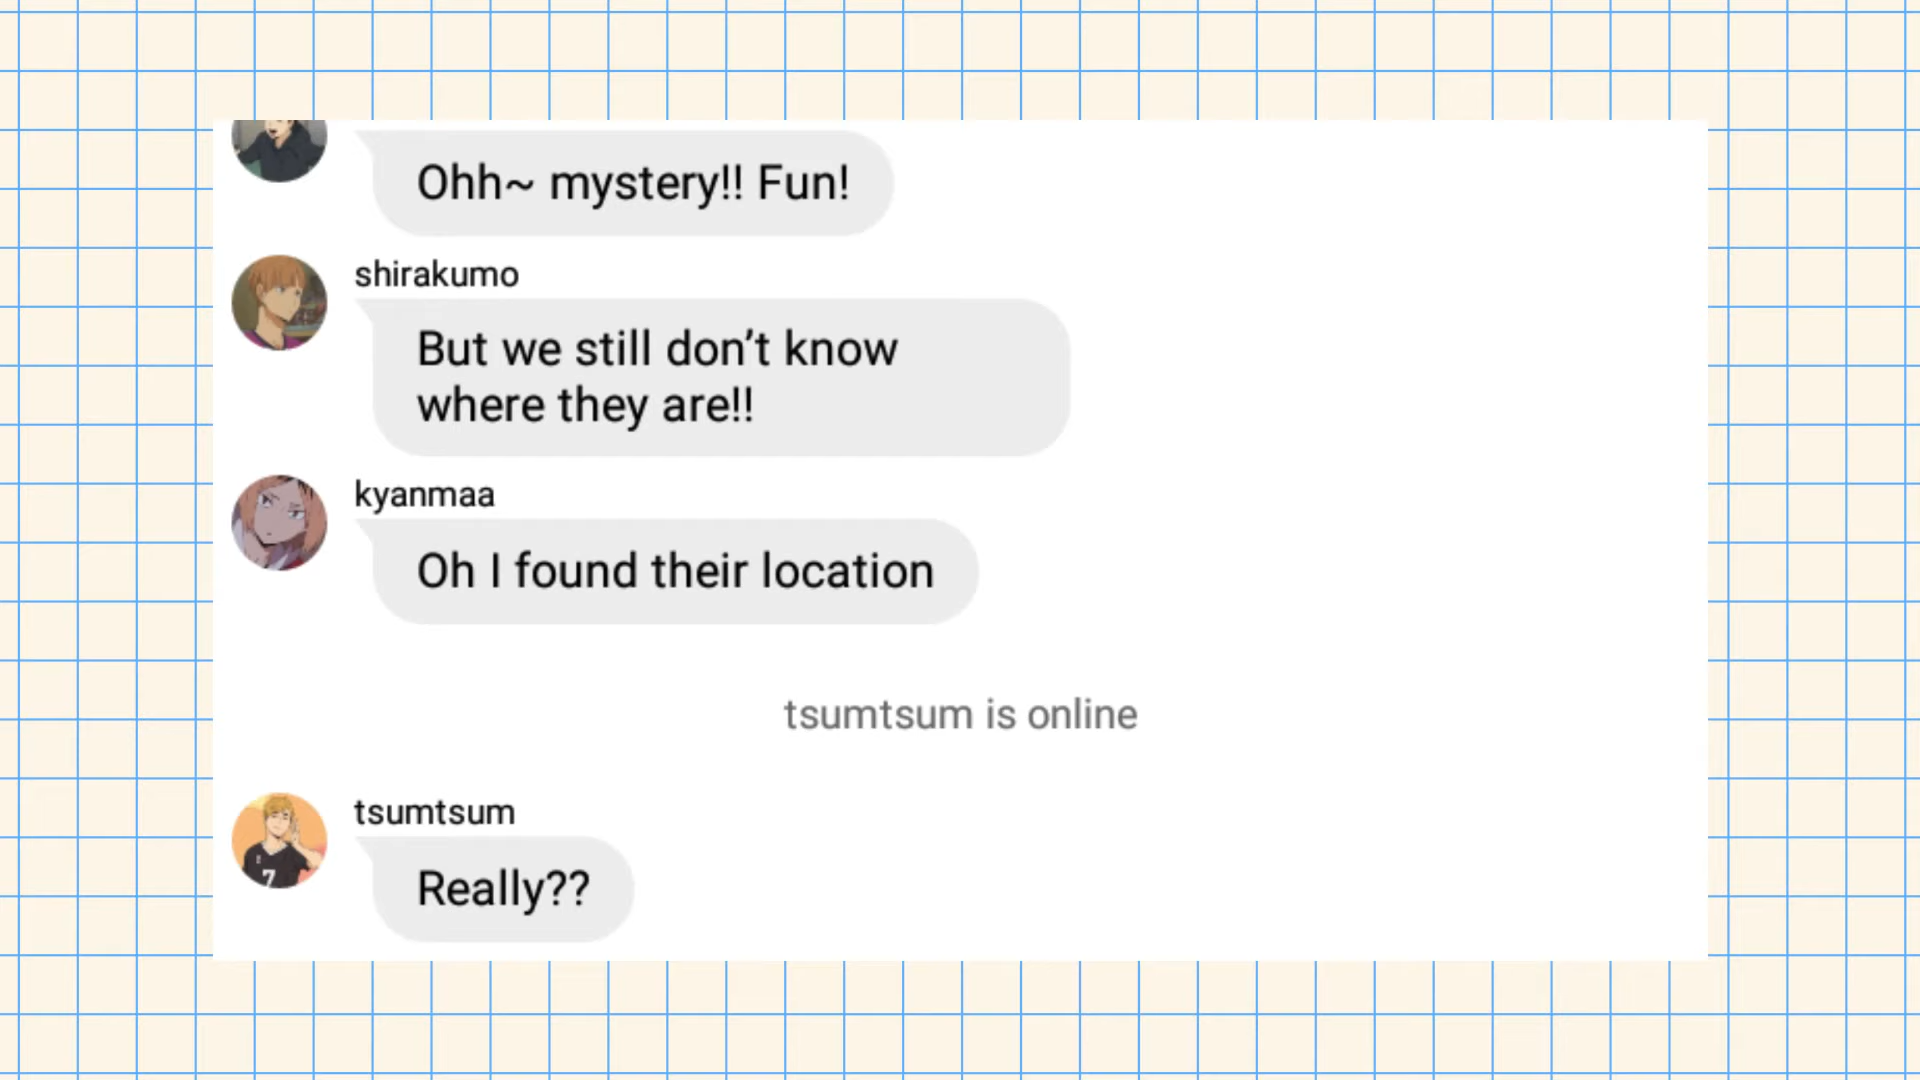 Ohh~ mystery!! Fun!
shirakumo
But we still don’t know
where they are!!
kyanmaa
Oh I found their location
tsumtsum is online
tsumtsum
7
Really??